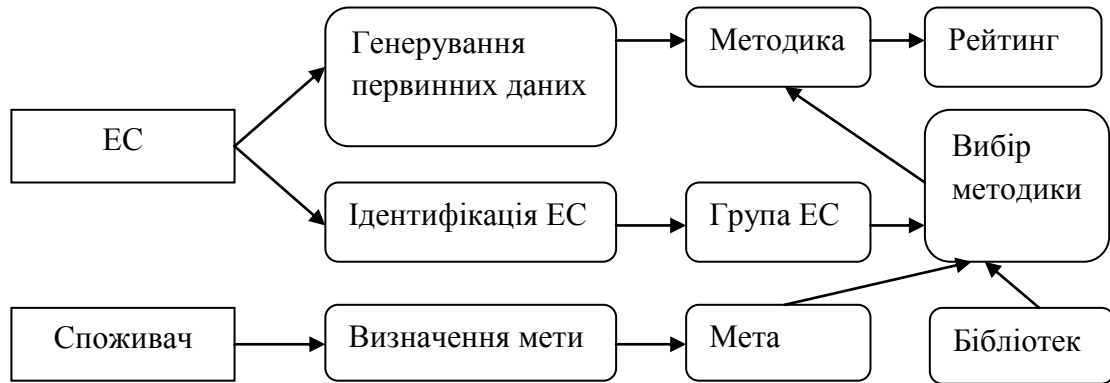 Генерування
первинних даних
Методика
Рейтинг
ЕС
Вибір
методики
Ідентифікація ЕС
Група ЕС
Споживач
Визначення мети
Мета
Бібліотек